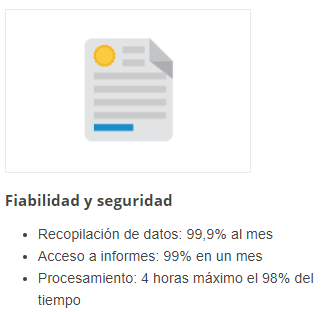 Fiabilidad y seguridad
• Recopilación de datos: 99,9% al mes
• Acceso a informes: 99% en un mes
• Procesamiento: 4 horas máximo el 98% del
tiempo